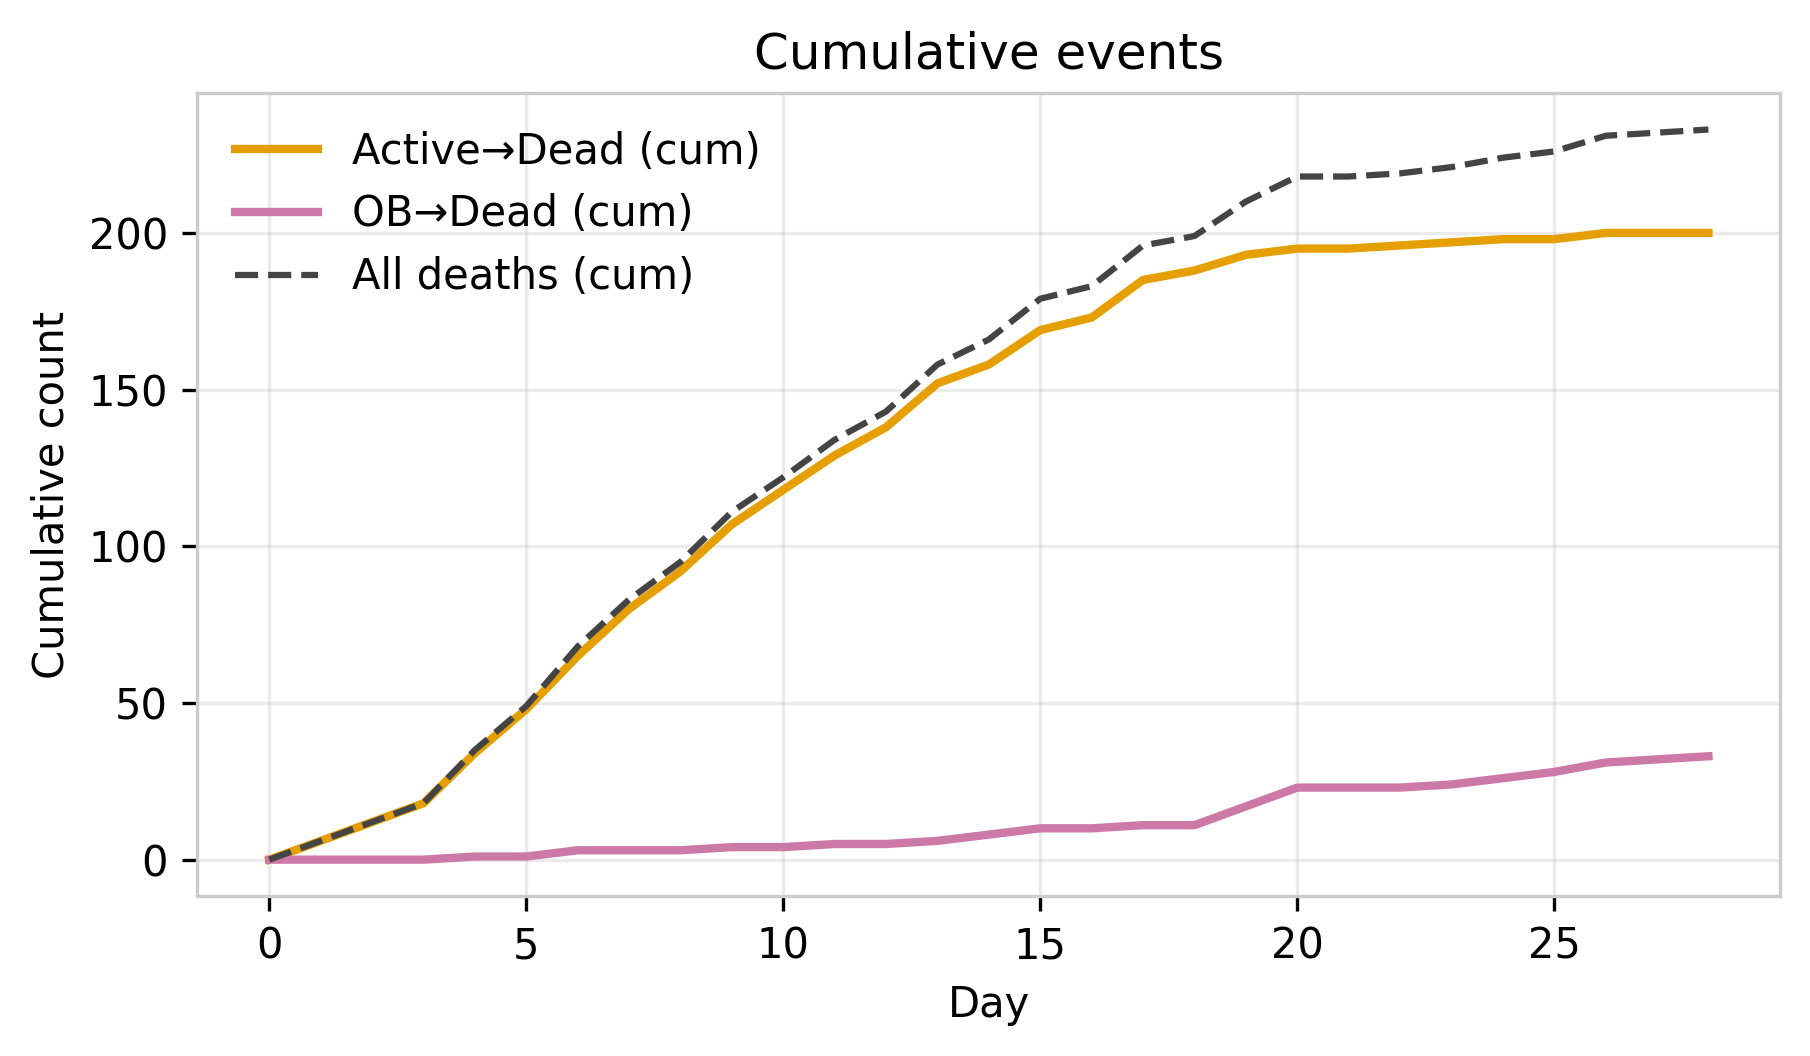 Cumulative events
Active→Dead (cum)
OB→Dead (cum)
All deaths (cum)
Cumulative count
200
150
100
50
0
0 5 10 15 20 25
Day